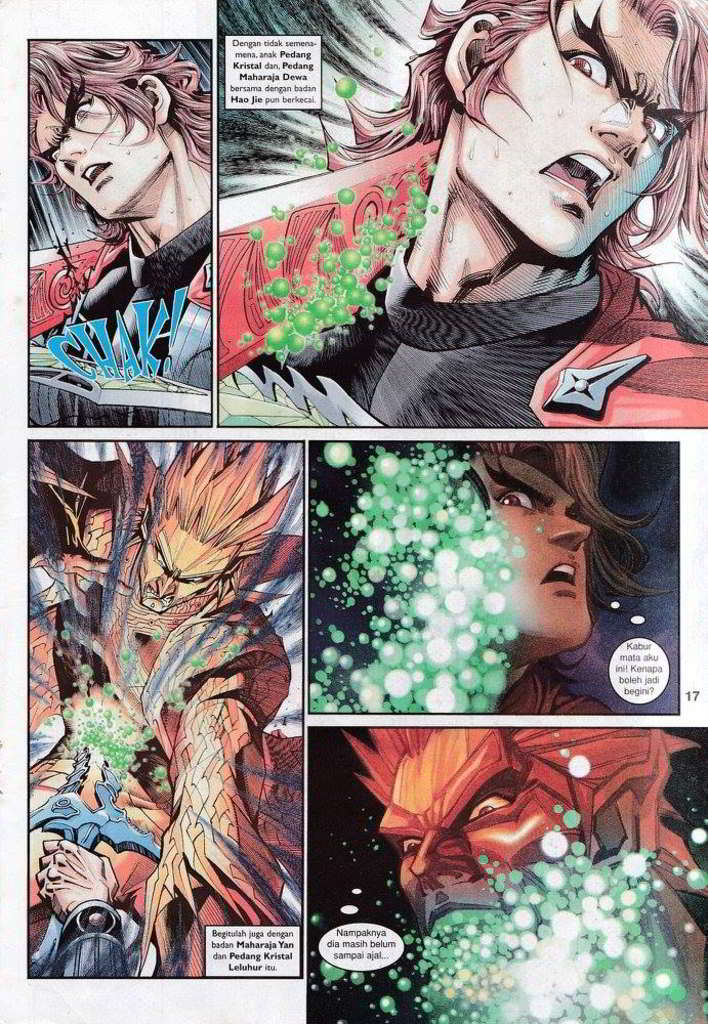 Dengan tidak semena-
mena, anak Pedang
Kristal dan, Pedang
Maharaja Dewa
bersama dengan badan
Hao Jie pun berkecai.
CHAK!
Kabur
mata aku
ini! Kenapa
boleh jadi
begini?
17
Begitulah juga dengan
badan Maharaja Yan
dan Pedang Kristal
Leluhur itu.
Nampaknya
dia masih belum
sampai ajal...